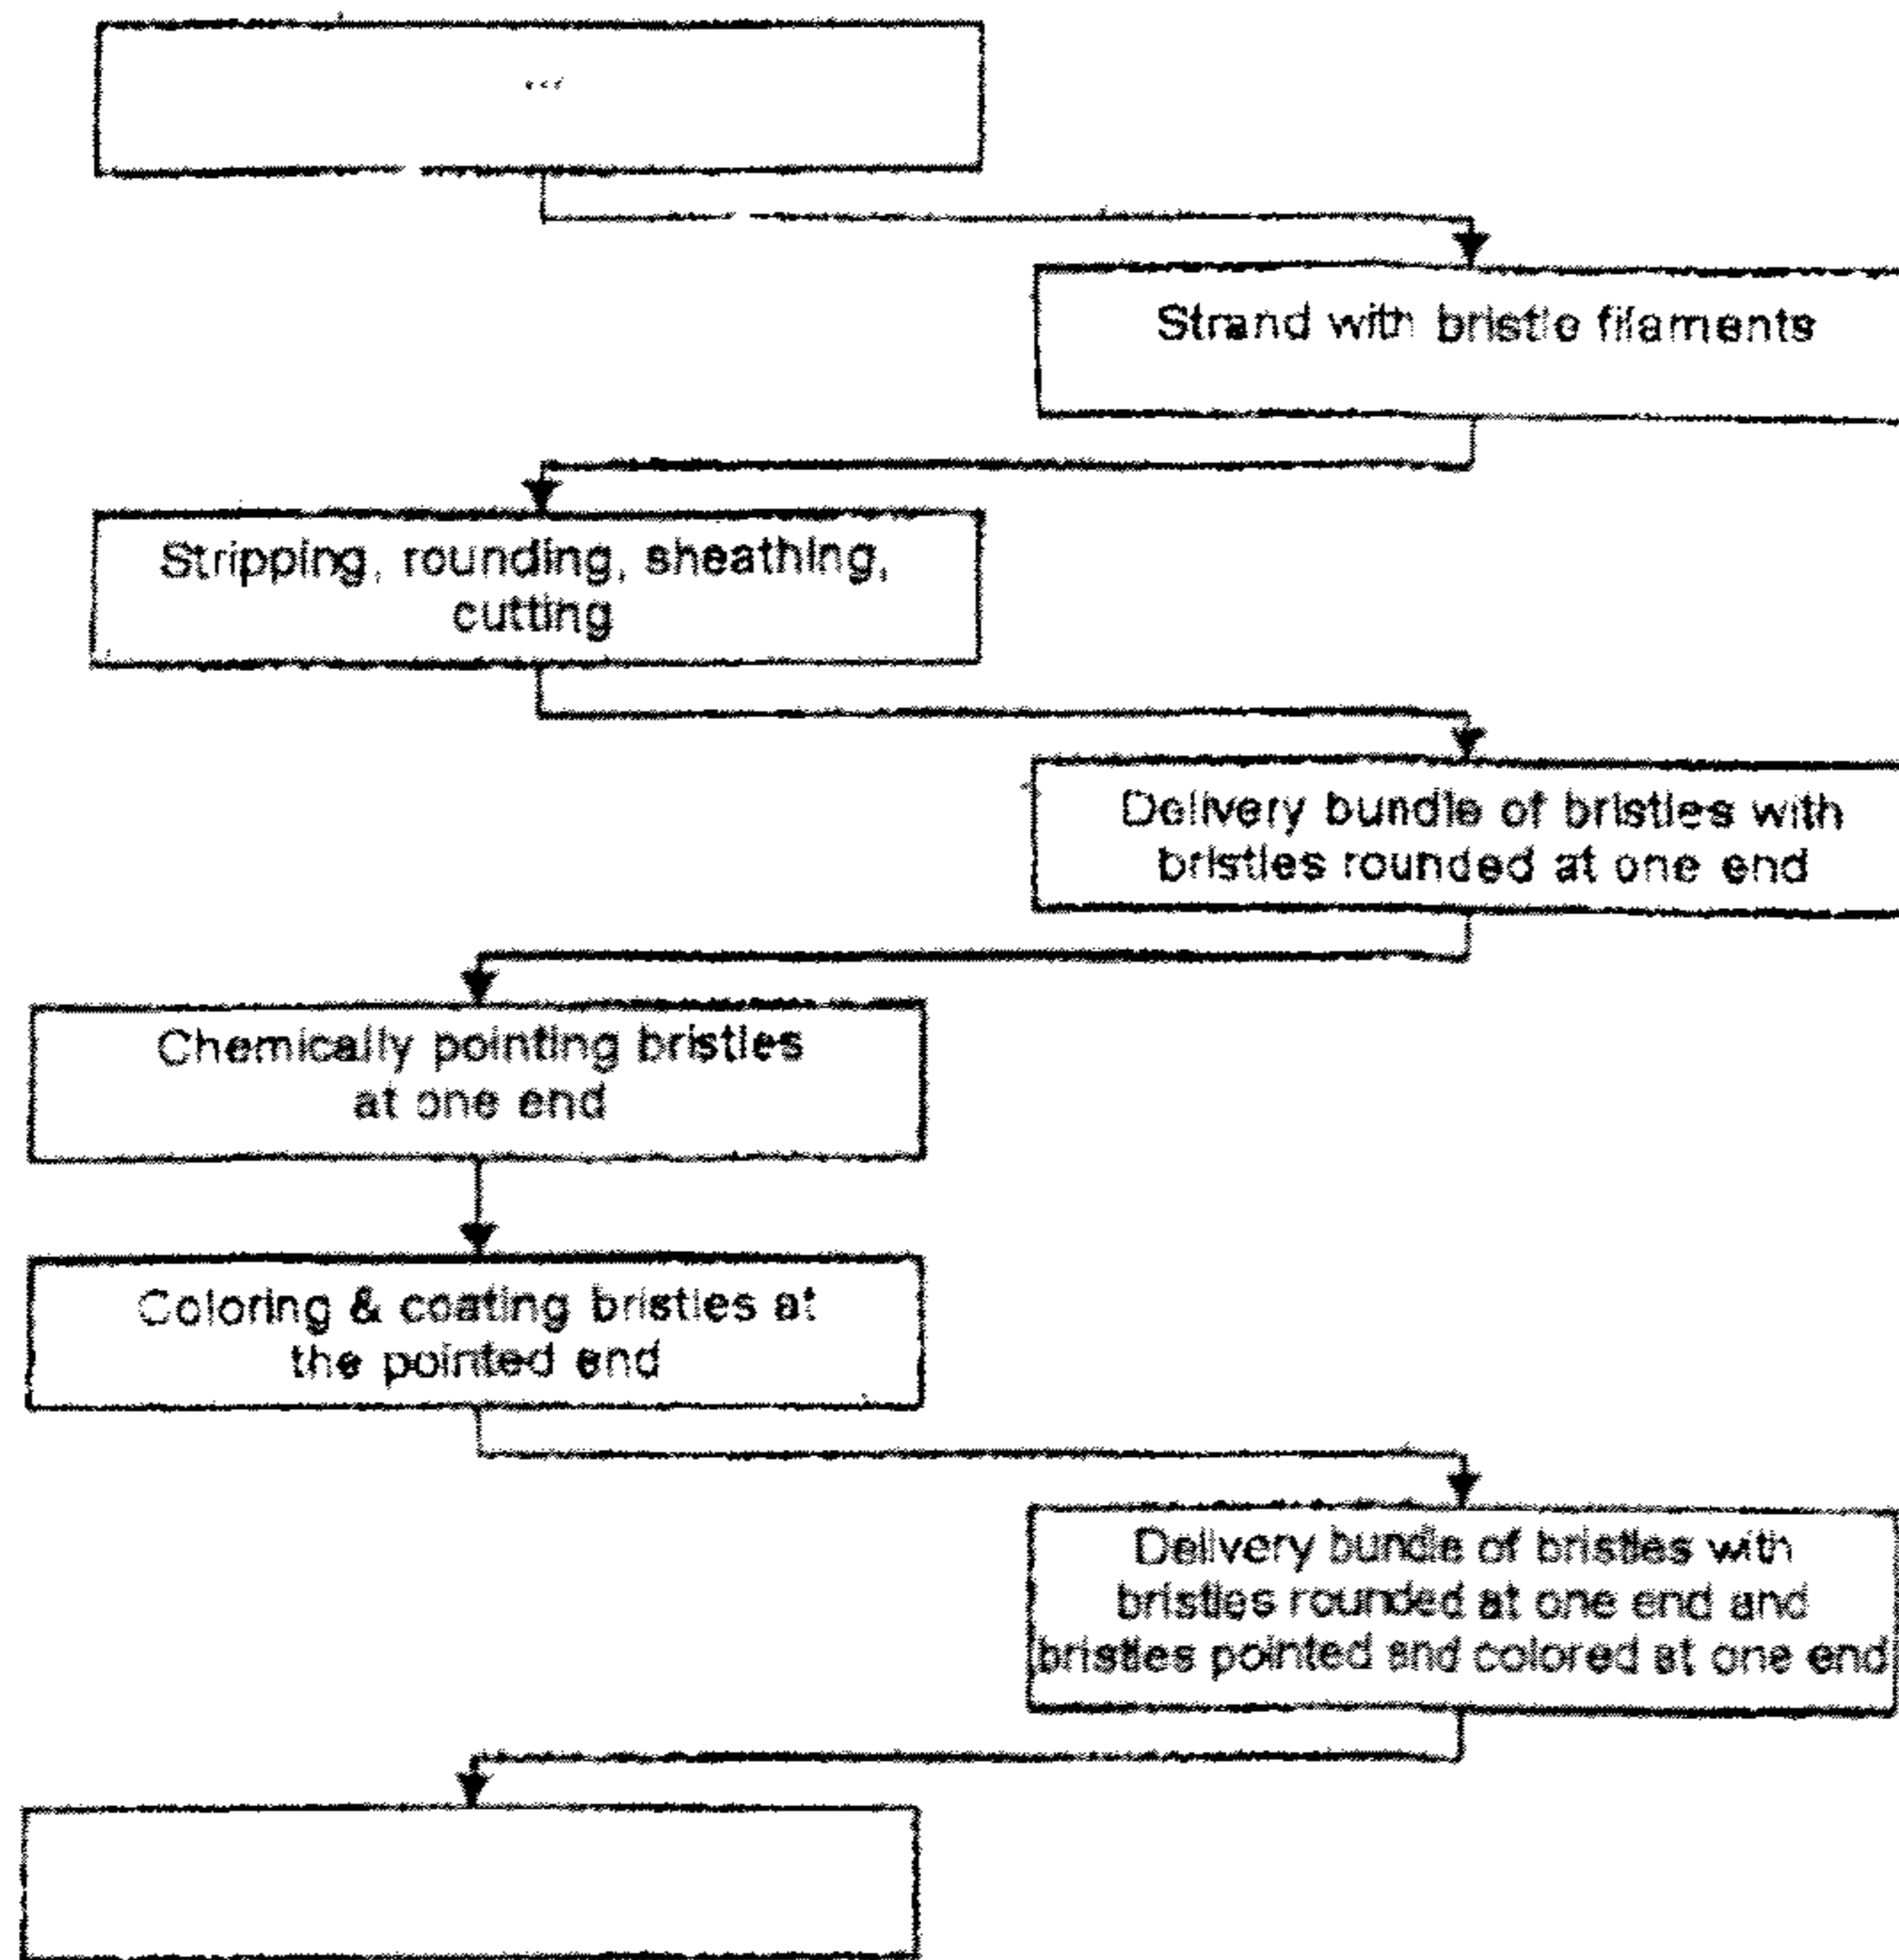 ...
Strand with bristle filaments
Stripping, rounding, sheathing,
cutting
Delivery bundle of bristles with
bristles rounded at one end
Chemically pointing bristles
at one end
Coloring & coating bristles at
the pointed end
Delivery bundle of bristles with
bristles rounded at one end and
bristles pointed and colored at one end